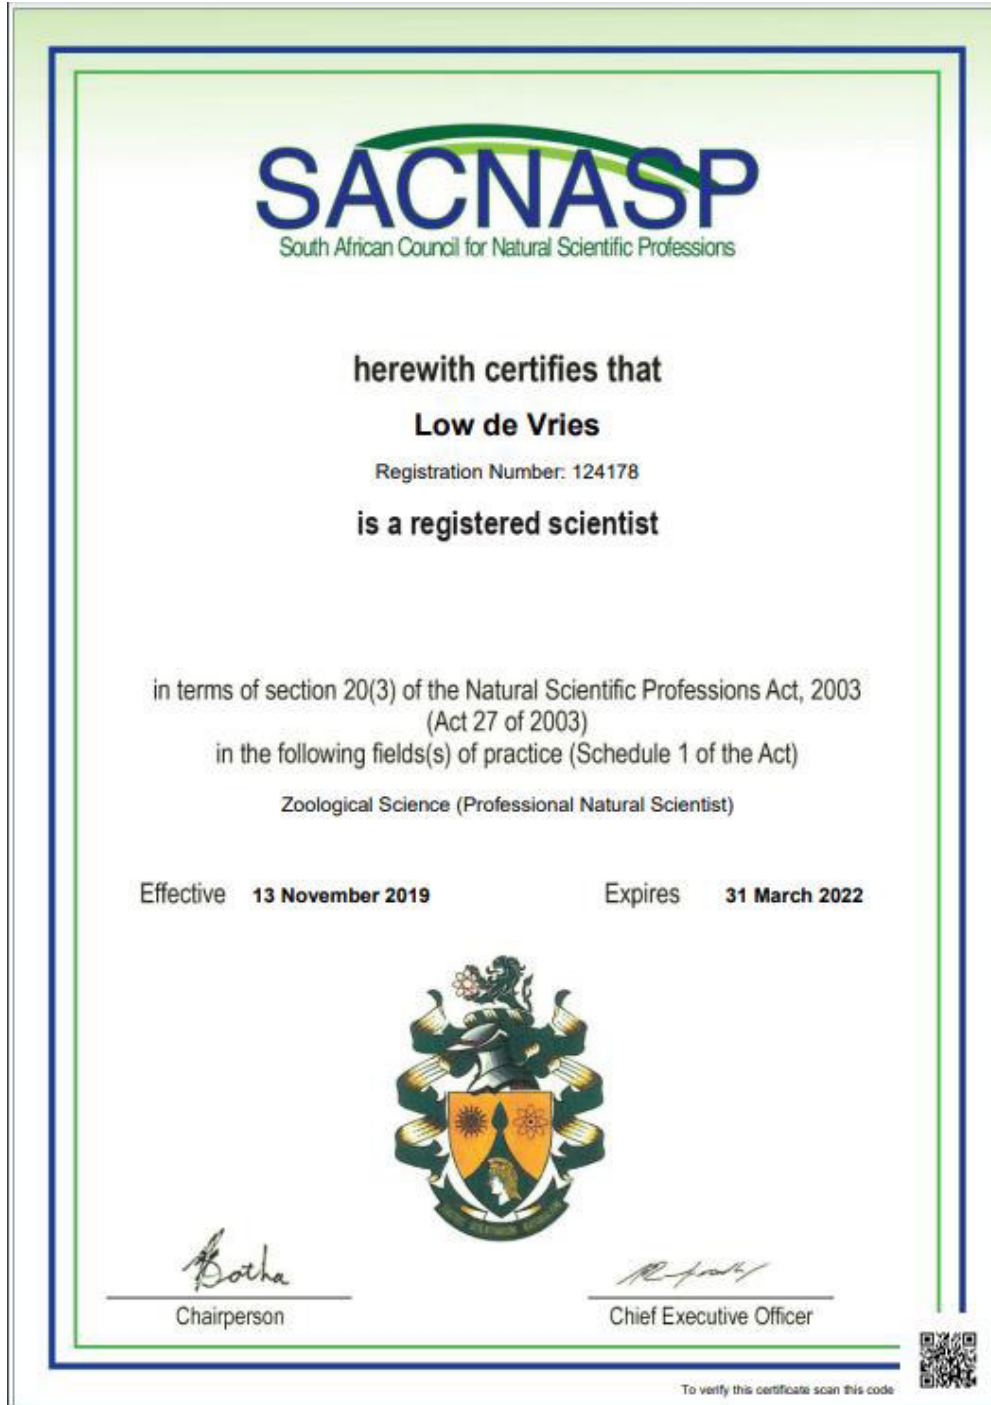 SACNASP
South African Council for Natural Scientific Professions
herewith certifies that
Low de Vries
Registration Number: 124178
is a registered scientist
in terms of section 20(3) of the Natural Scientific Professions Act, 2003
(Act 27 of 2003)
in the following fields(s) of practice (Schedule 1 of the Act)
Zoological Science (Professional Natural Scientist)
Effective 13 November 2019 Expires 31 March 2022
Botha
Chairperson Chief Executive Officer
To verify this certificate scan this code